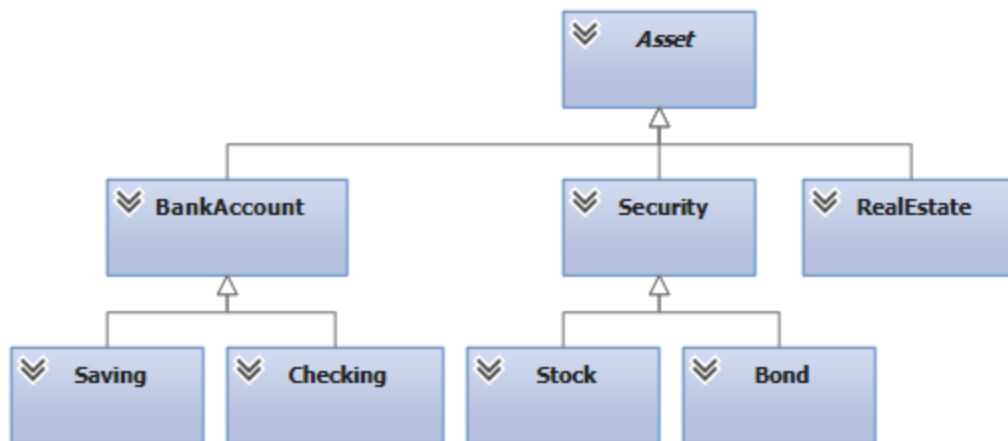 Asset
BankAccount
Security
RealEstate
Saving
Checking
Stock
Bond